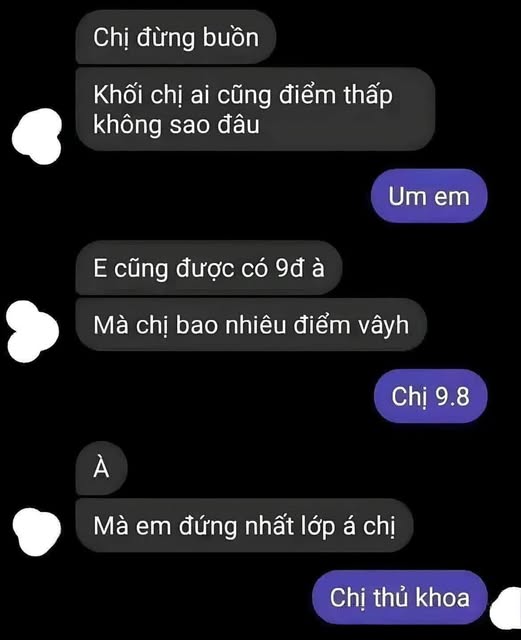 Chị đừng buồn
Khối chị ai cũng điểm thấp
không sao đâu
Um em
E cũng được có 9đ à
Mà chị bao nhiêu điểm vâyh
Chị 9.8
À
Mà em đứng nhất lớp á chị
Chị thủ khoa